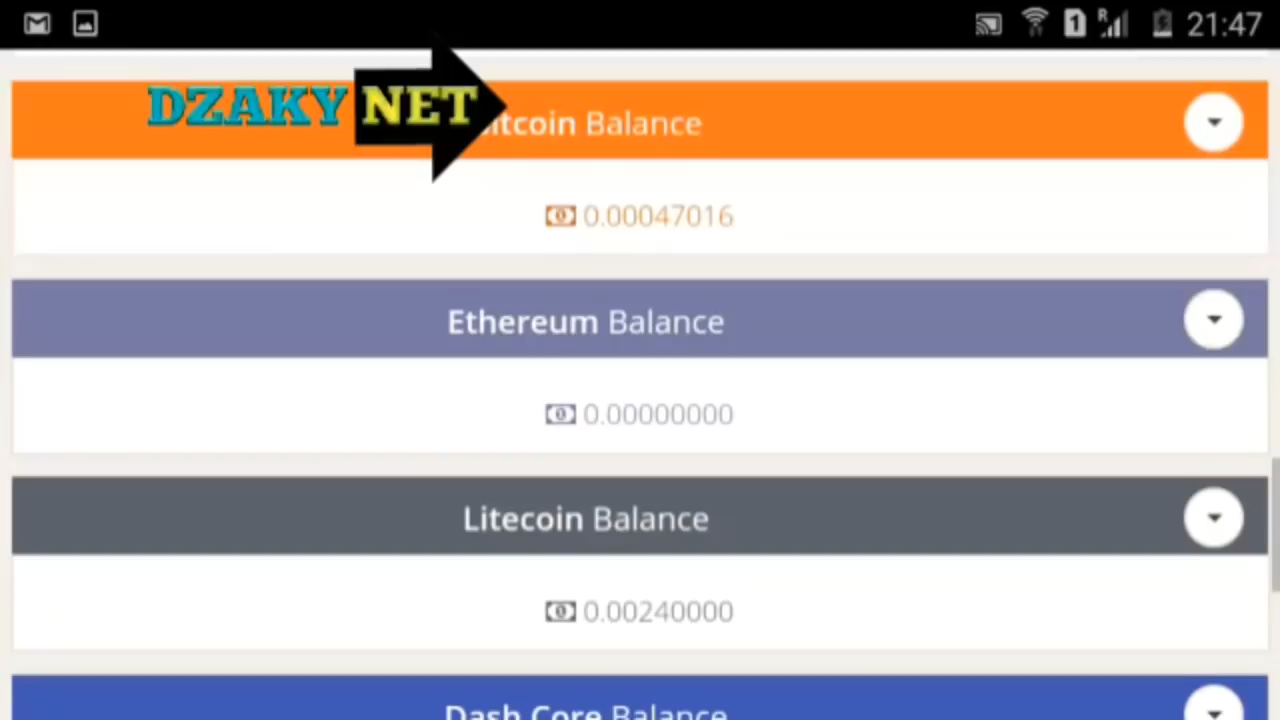 21:47
DZAKY NET
itcoin Balance
0.00047016
Ethereum Balance
0.00000000
Litecoin Balance
0.00240000
Dash Core Balance